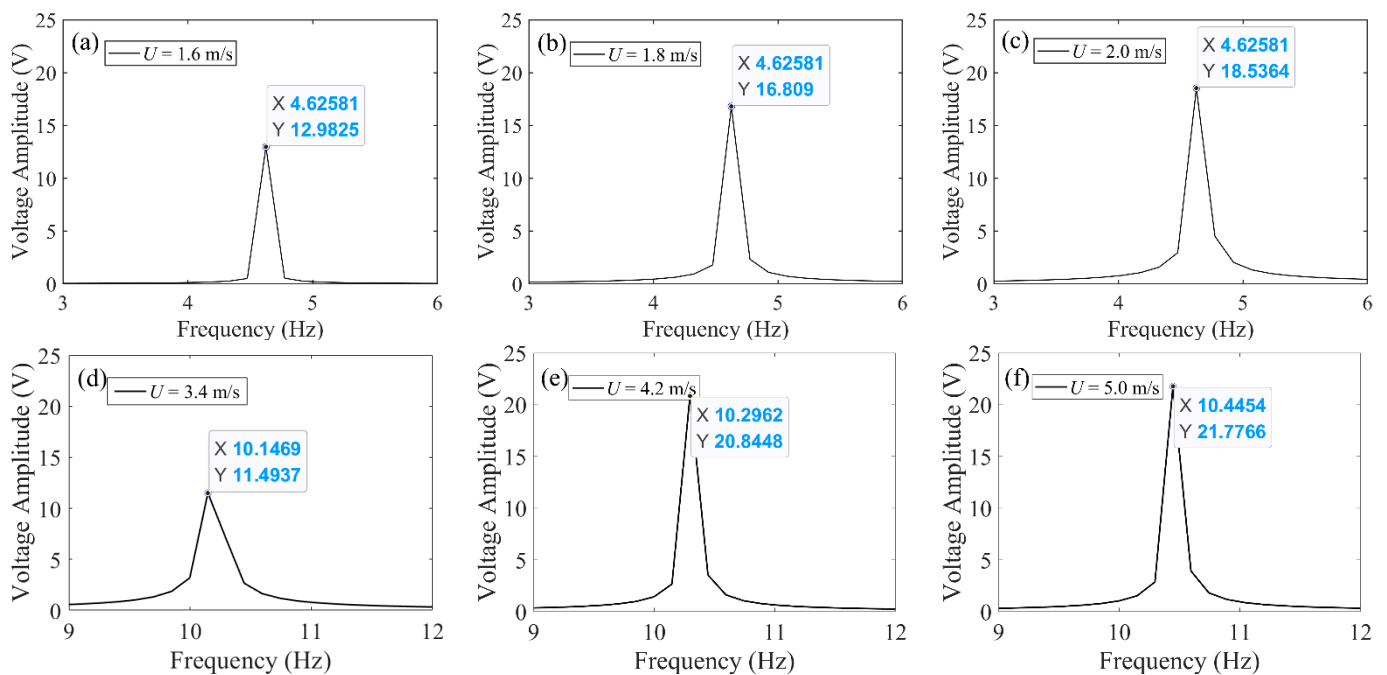 (a)
U = 1.6 m/s
X 4.62581
Y 12.9825
Voltage Amplitude (V)
25
20
15
10
5
0
3 4 5 6
Frequency (Hz)
(b)
U = 1.8 m/s
X 4.62581
Y 16.809
Voltage Amplitude (V)
25
20
15
10
5
0
3 4 5 6
Frequency (Hz)
(c)
U = 2.0 m/s
X 4.62581
Y 18.5364
Voltage Amplitude (V)
25
20
15
10
5
0
3 4 5 6
Frequency (Hz)
(d)
U = 3.4 m/s
X 10.1469
Y 11.4937
Voltage Amplitude (V)
25
20
15
10
5
0
9 10 11 12
Frequency (Hz)
(e)
U = 4.2 m/s
X 10.2962
Y 20.8448
Voltage Amplitude (V)
25
20
15
10
5
0
9 10 11 12
Frequency (Hz)
(f)
U = 5.0 m/s
X 10.4454
Y 21.7766
Voltage Amplitude (V)
25
20
15
10
5
0
9 10 11 12
Frequency (Hz)